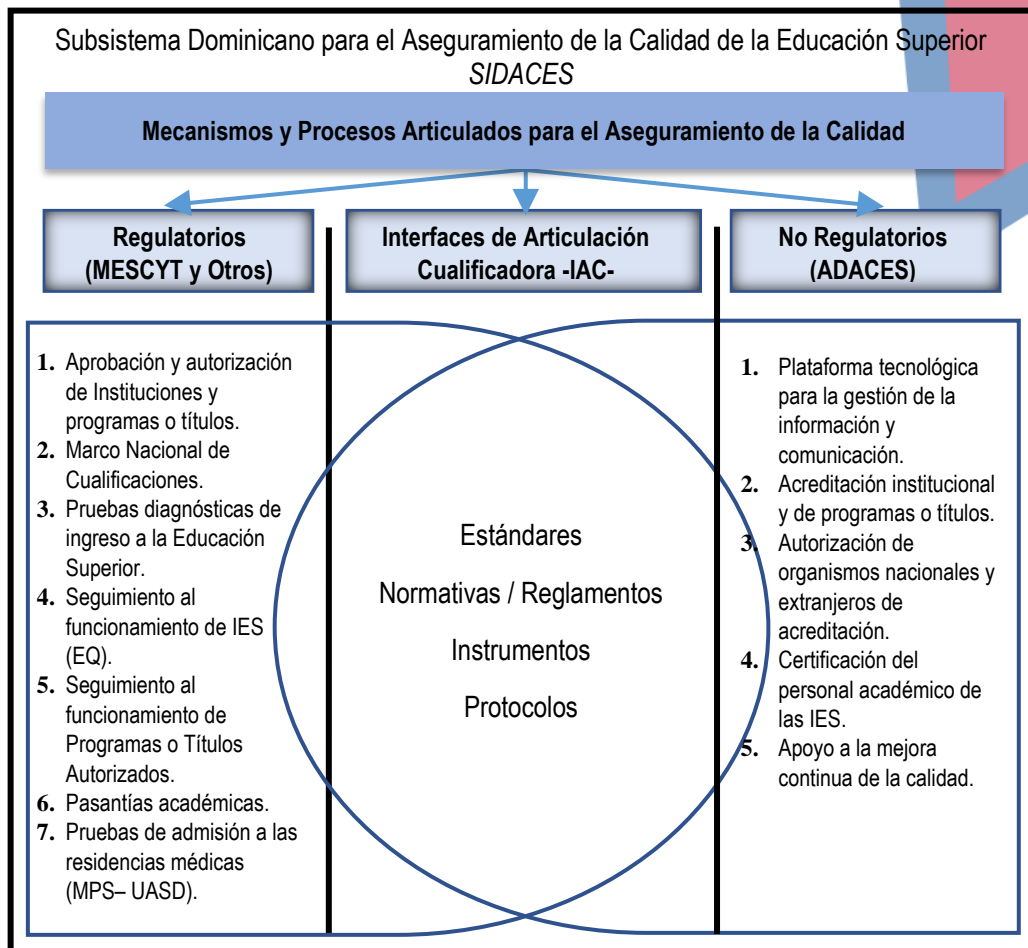 Subsistema Dominicano para el Aseguramiento de la Calidad de la Educación Superior
SIDACES
Mecanismos y Procesos Articulados para el Aseguramiento de la Calidad
Regulatorios
(MESCYT y Otros)
Interfaces de Articulación
Cualificadora -IAC-
No Regulatorios
(ADACES)
1. Aprobación y autorización
de Instituciones y
programas o títulos.
2. Marco Nacional de
Cualificaciones.
3. Pruebas diagnósticas de
ingreso a la Educación
Superior.
4. Seguimiento al
funcionamiento de IES
(EQ).
5. Seguimiento al
funcionamiento de
Programas o Títulos
Autorizados.
6. Pasantías académicas.
7. Pruebas de admisión a las
residencias médicas
(MPS– UASD).
Estándares
Normativas / Reglamentos
Instrumentos
Protocolos
1. Plataforma tecnológica
para la gestión de la
información y
comunicación.
2. Acreditación institucional
y de programas o títulos.
3. Autorización de
organismos nacionales y
extranjeros de
acreditación.
4. Certificación del
personal académico de
las IES.
5. Apoyo a la mejora
continua de la calidad.